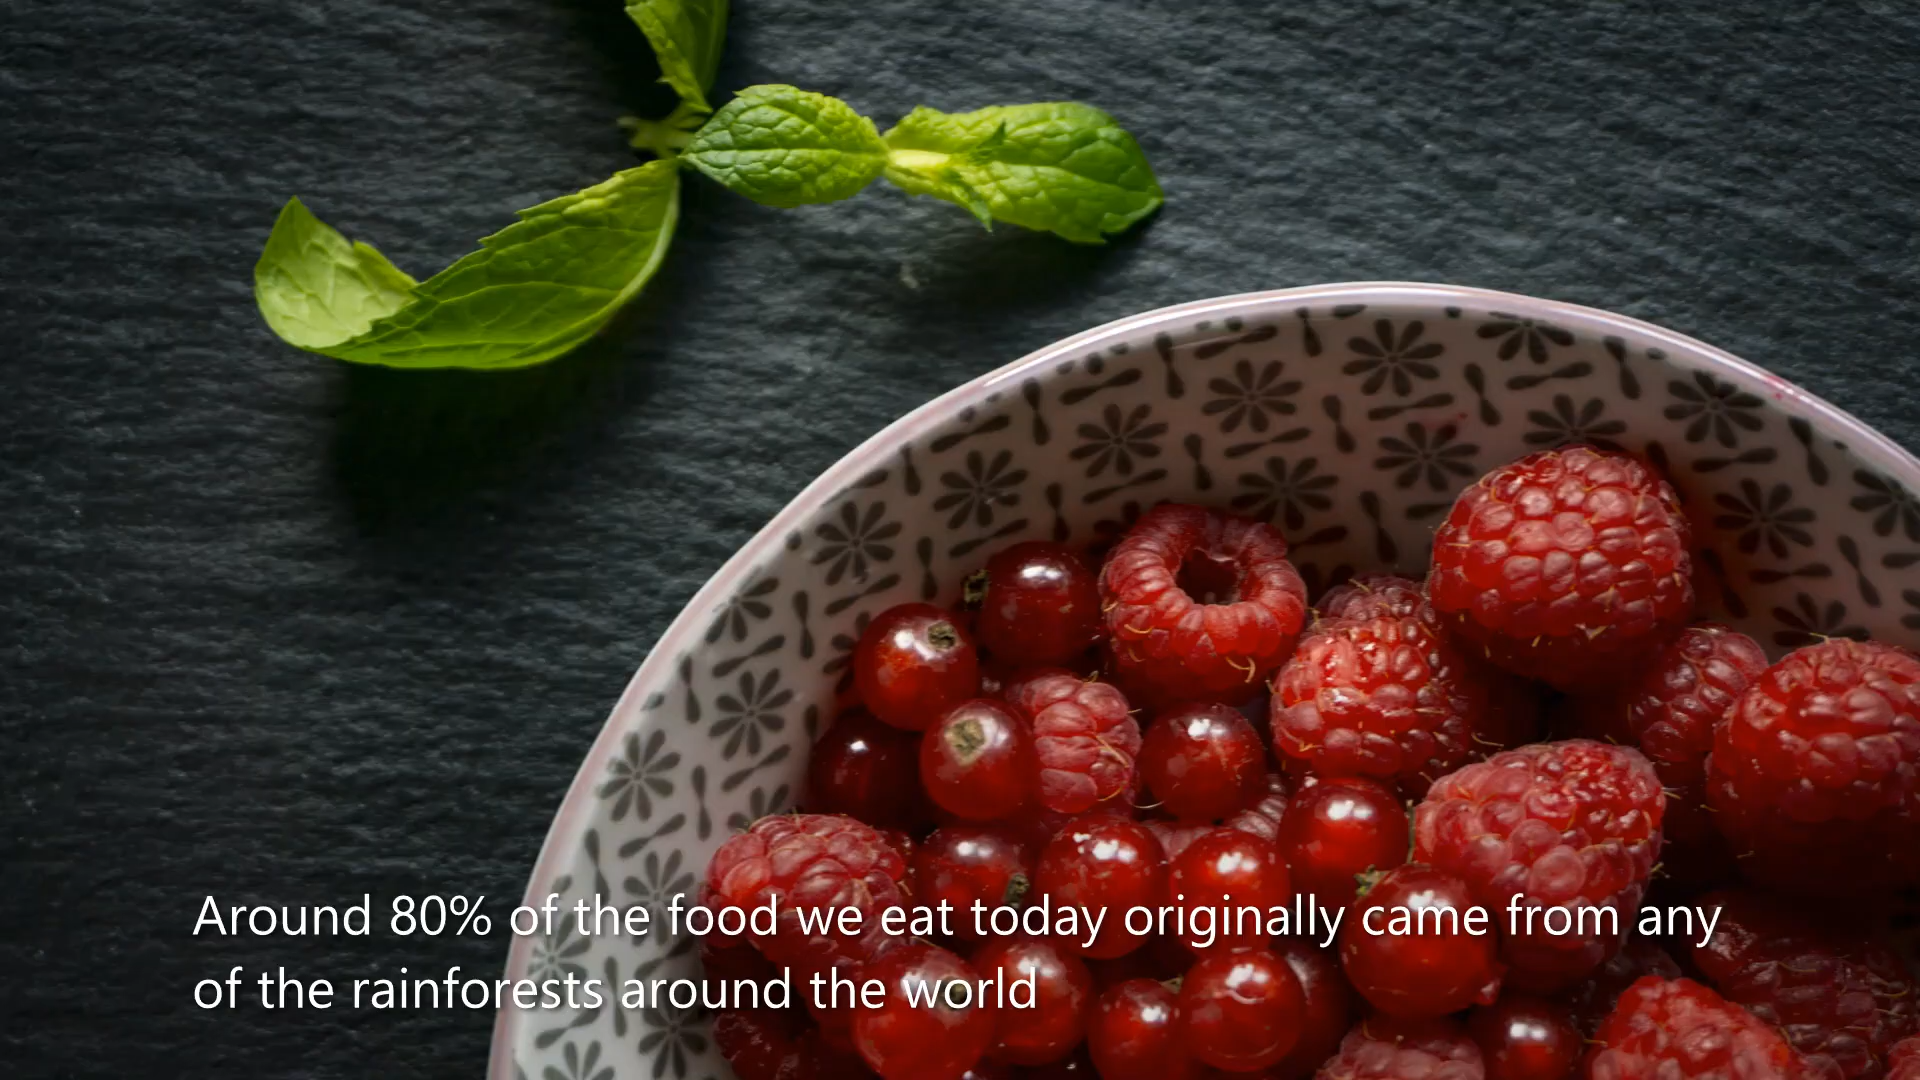 Around 80% of the food we eat today originally came from any
of the rainforests around the world